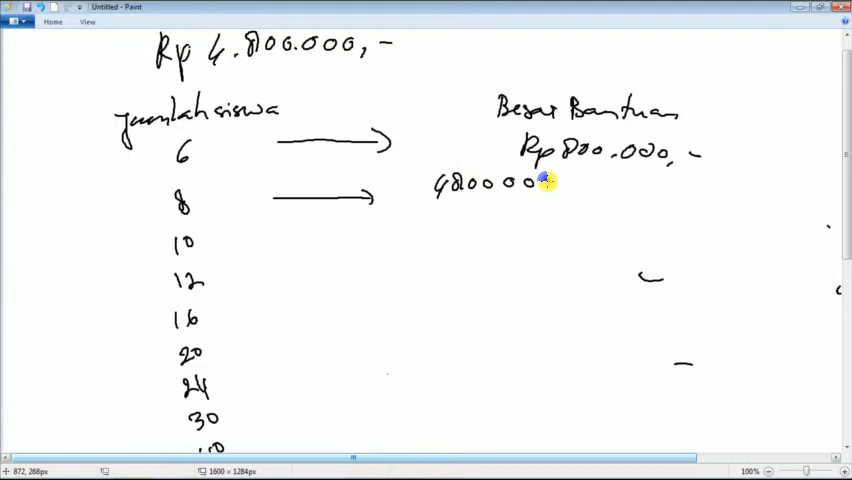 Untitled - Paint
Home View
Rp 4.800.000,-
Jumlah siswa Besar Bantuan
6 Rp 800.000,-
8 480000
10
12
16
20
24
30
872, 268px 1600 × 1284px 100%